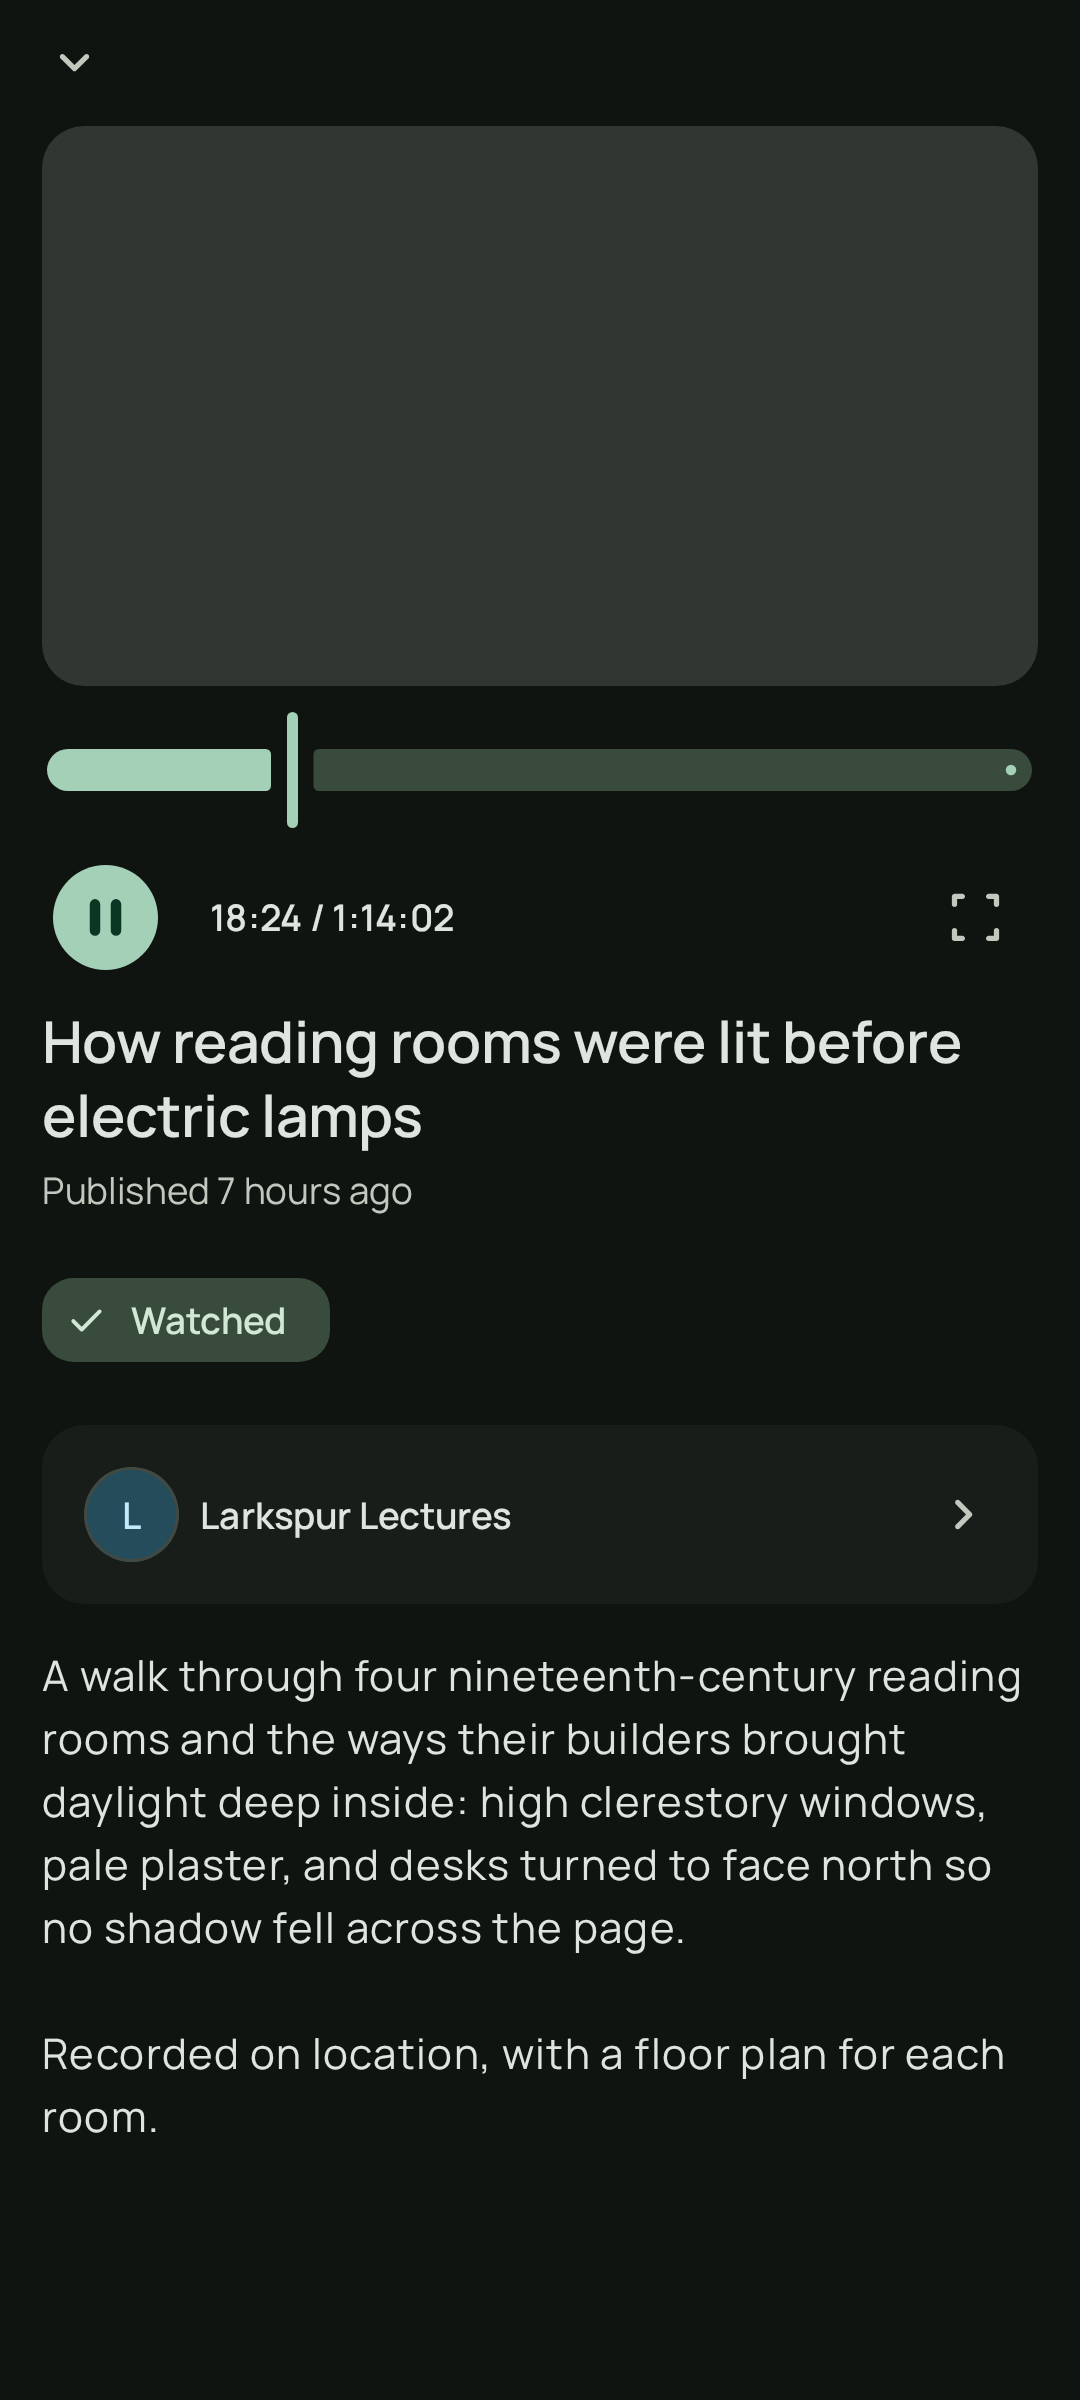 18:24 / 1:14:02
How reading rooms were lit before
electric lamps
Published 7 hours ago
Watched
L
Larkspur Lectures
A walk through four nineteenth-century reading
rooms and the ways their builders brought
daylight deep inside: high clerestory windows,
pale plaster, and desks turned to face north so
no shadow fell across the page.
Recorded on location, with a floor plan for each
room.